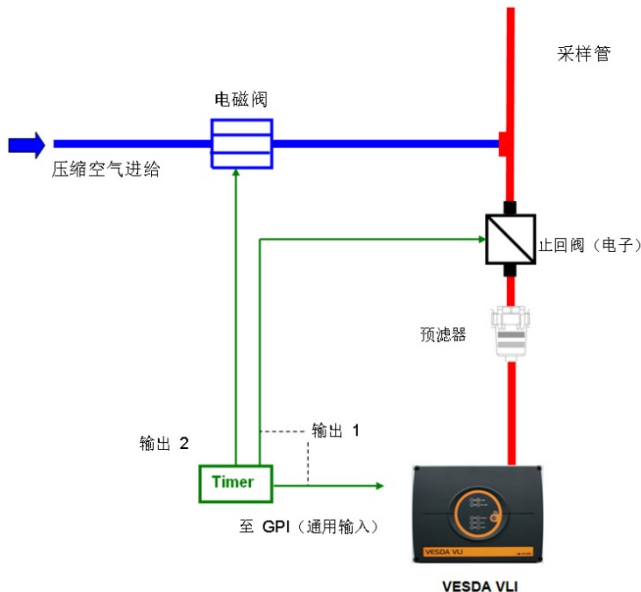 采样管
电磁阀
压缩空气进给
止回阀（电子）
预滤器
输出 1
输出 2
Timer
至 GPI（通用输入）
VESDA VLI
VESDA VLI